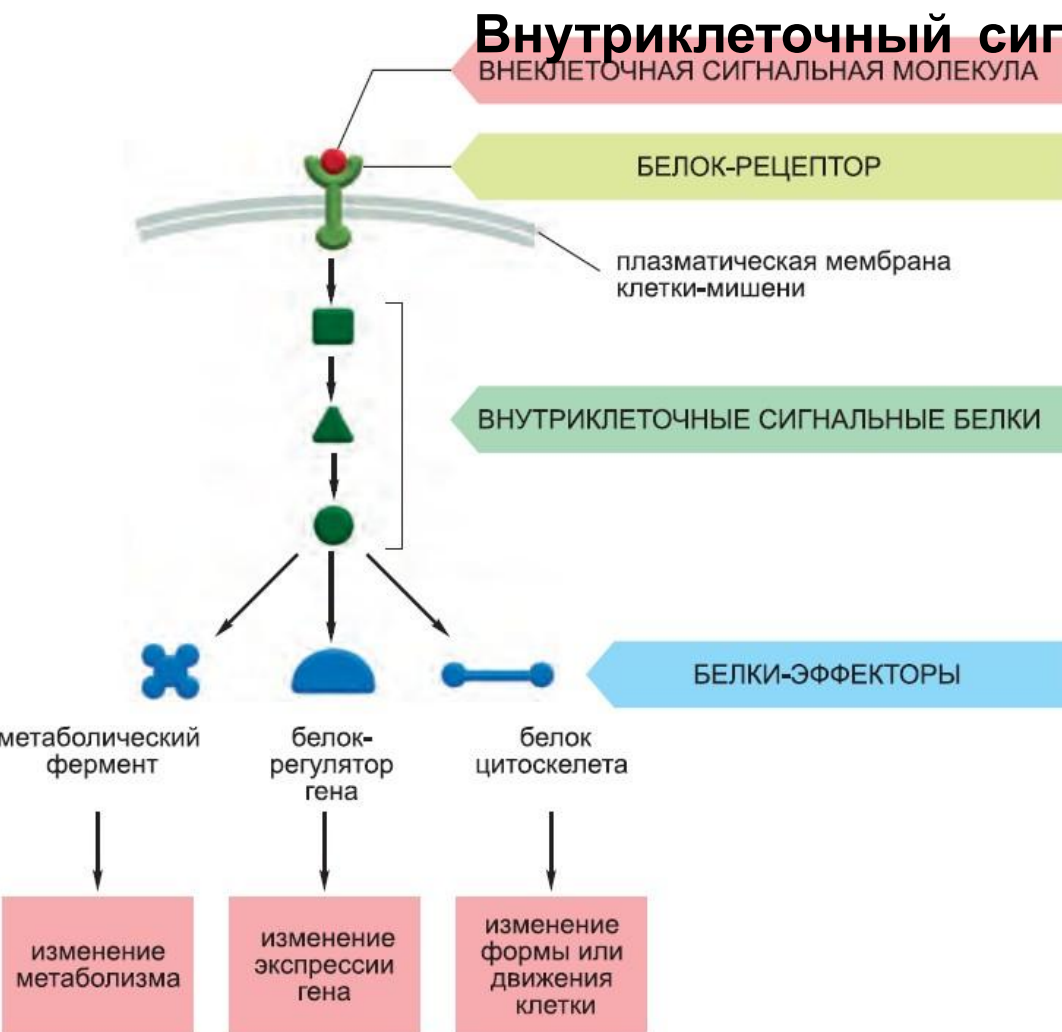 Внутриклеточный сиг
ВНЕКЛЕТОЧНАЯ СИГНАЛЬНАЯ МОЛЕКУЛА
БЕЛОК-РЕЦЕПТОР
плазматическая мембрана
клетки-мишени
ВНУТРИКЛЕТОЧНЫЕ СИГНАЛЬНЫЕ БЕЛКИ
БЕЛКИ-ЭФФЕКТОРЫ
метаболический
фермент
белок-
регулятор
гена
белок
цитоскелета
изменение
метаболизма
изменение
экспрессии
гена
изменение
формы или
движения
клетки